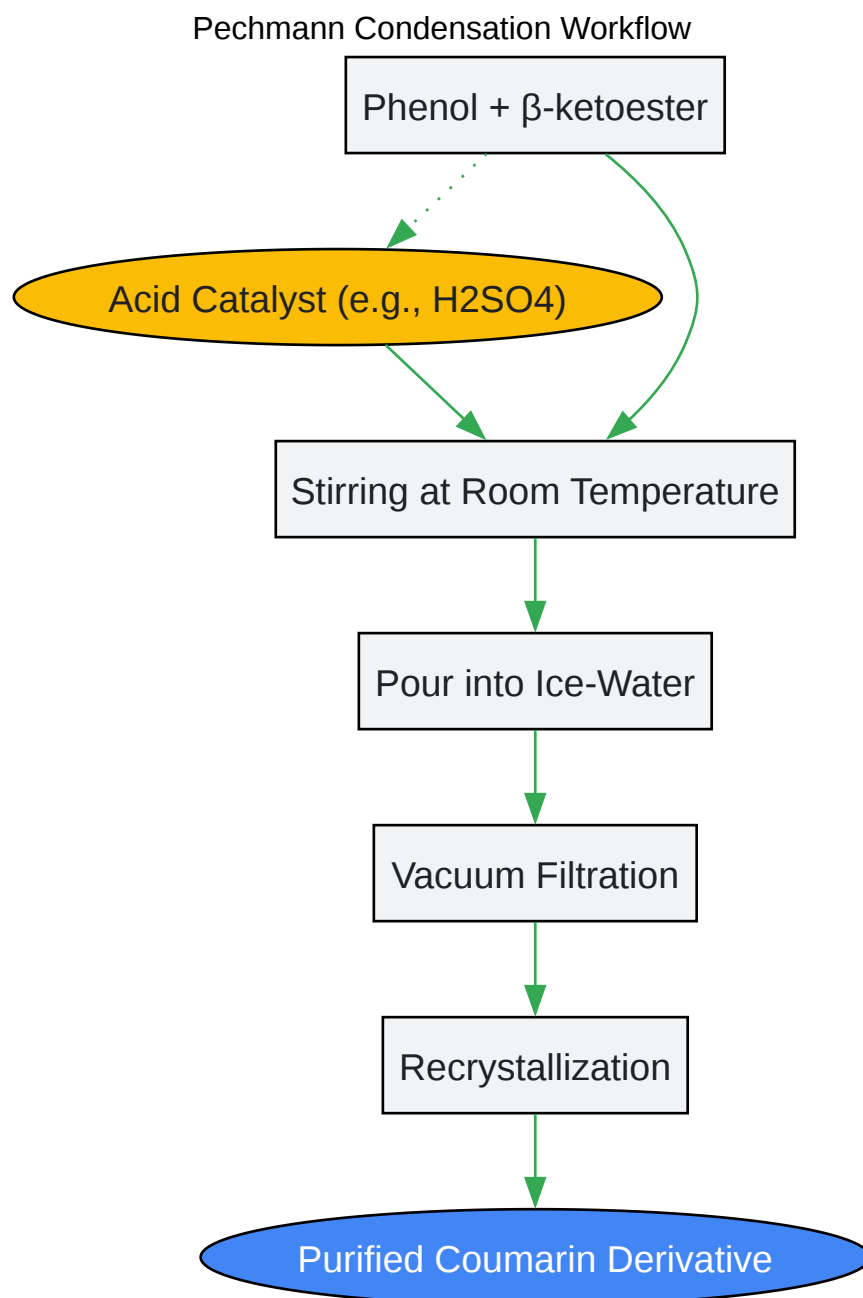 Pechmann Condensation Workflow
Phenol + β-ketoester
Acid Catalyst (e.g., H2SO4)
Stirring at Room Temperature
Pour into Ice-Water
Vacuum Filtration
Recrystallization
Purified Coumarin Derivative